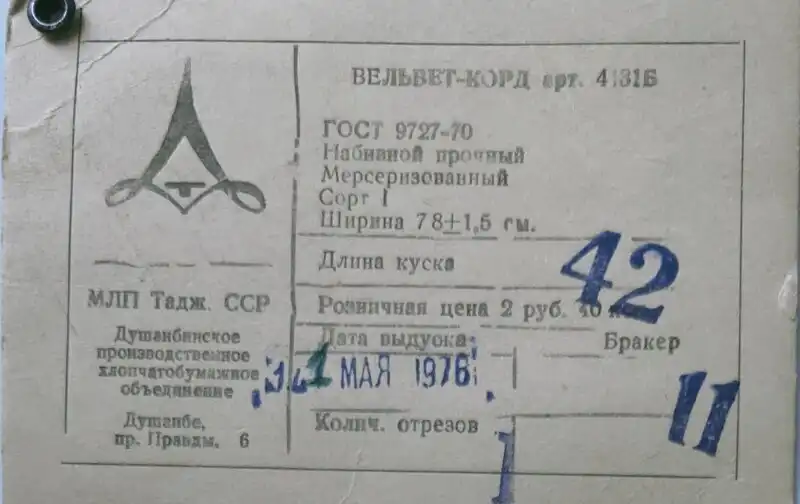 Т
МЛП Тадж. ССР
Душанбинское
производственное
хлопчатобумажное
объединение
Душанбе,
пр. Правды, 6
ВЕЛЬВЕТ-КОРД арт. 4131Б
ГОСТ 9727-70
Набивной прочный
Мерсеризованный
Сорт I
Ширина 78±1,5 см.
Длина куска 42
Розничная цена 2 руб. 40
Дата выпуска Бракер
МАЯ 1976
11
Колич. отрезов 1